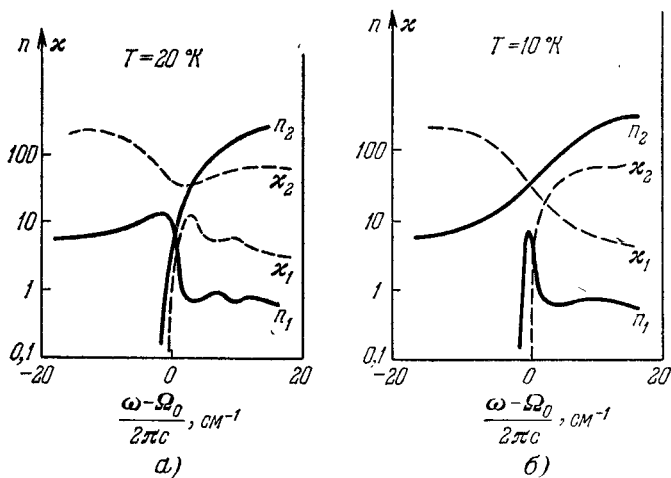 n ϰ
T = 20 °K
100
10
1
0,1
-20
0
20
n₂
ϰ₂
ϰ₁
n₁
ω - Ω₀
2πc
, см⁻¹
а)
n ϰ
T = 10 °K
100
10
1
0,1
-20
0
20
n₂
ϰ₂
ϰ₁
n₁
ω - Ω₀
2πc
, см⁻¹
б)